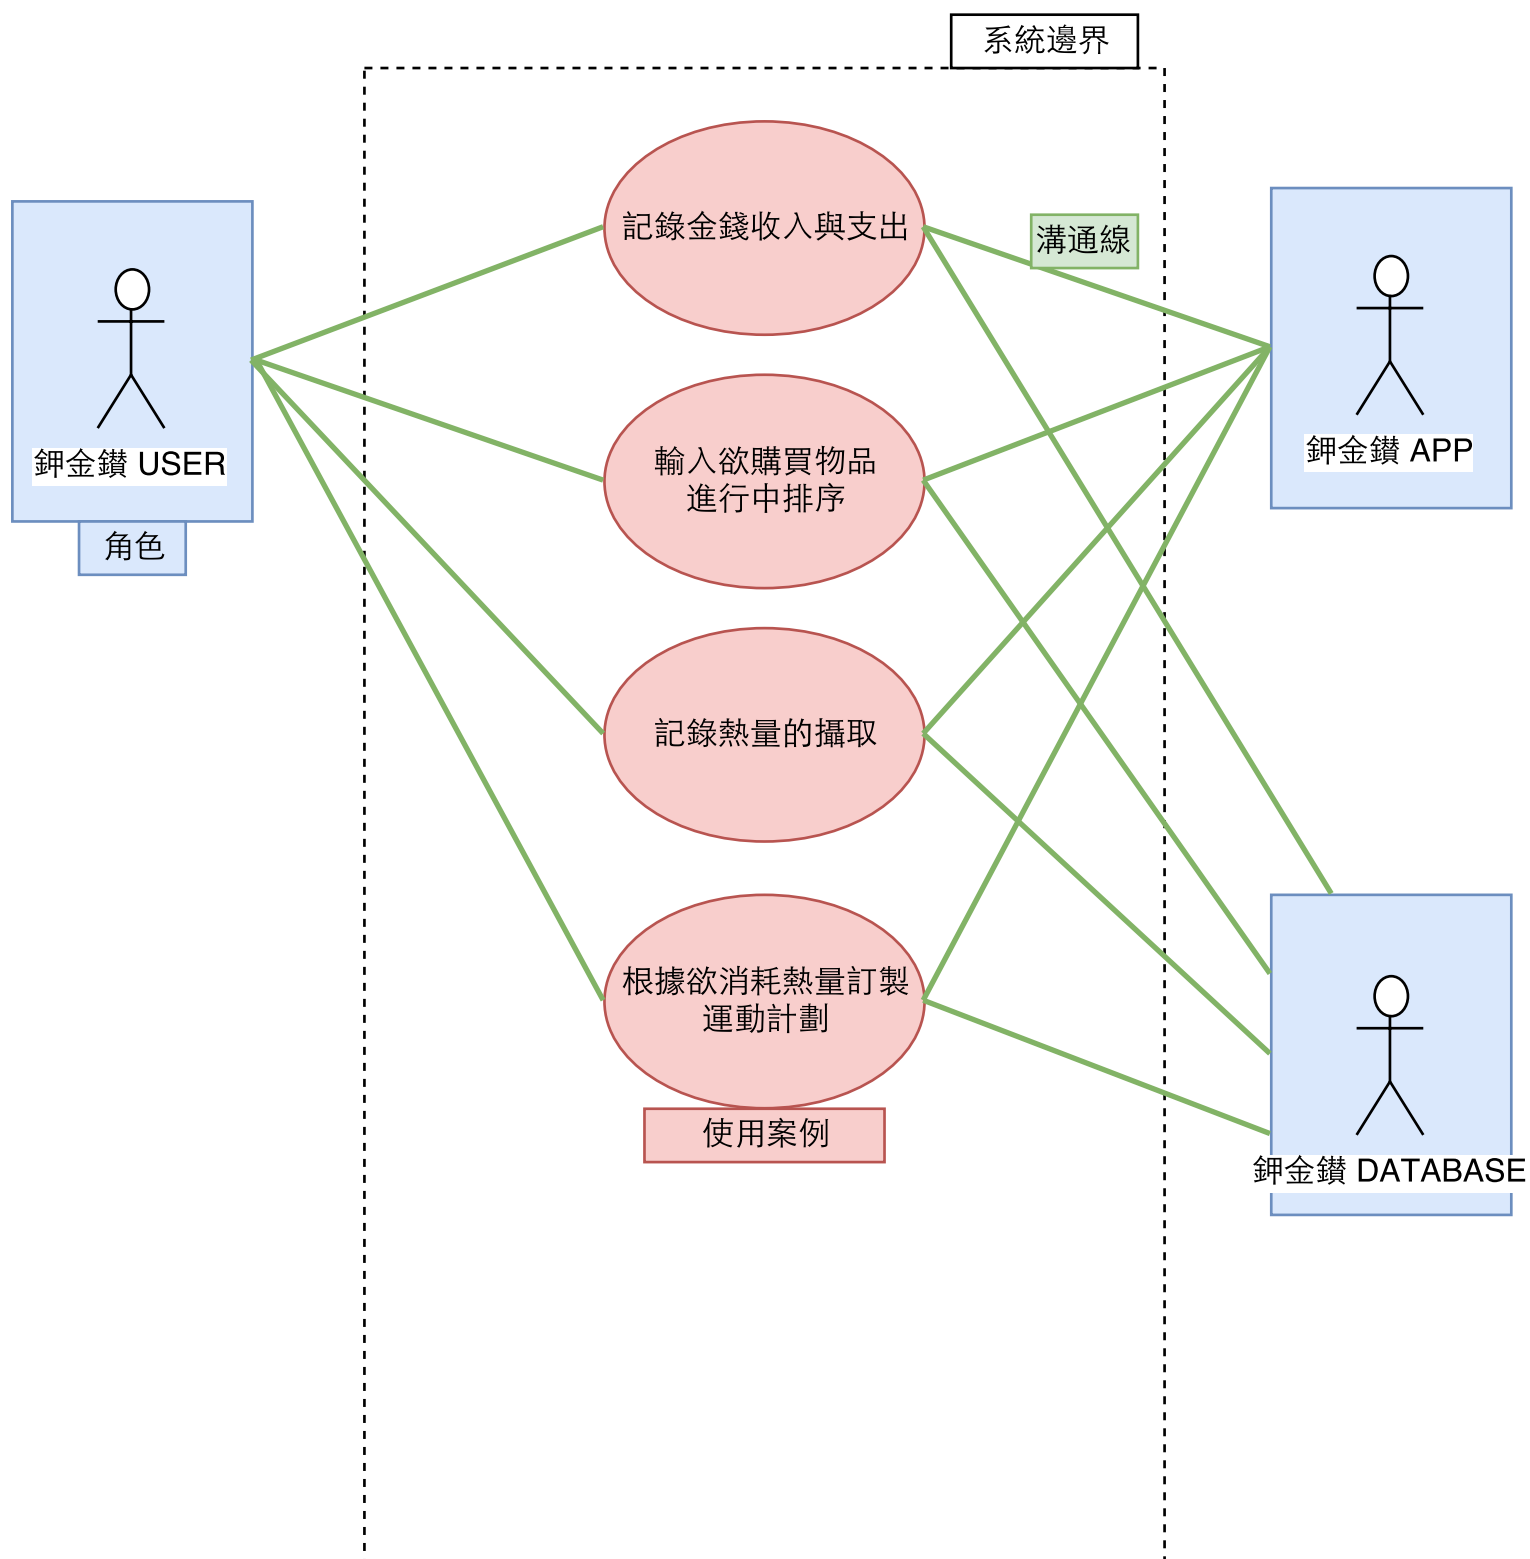 系統邊界
記錄金錢收入與支出
溝通線
鉀金鑽 USER
鉀金鑽 APP
角色
輸入欲購買物品
進行中排序
記錄熱量的攝取
根據欲消耗熱量訂製
運動計劃
使用案例
鉀金鑽 DATABASE